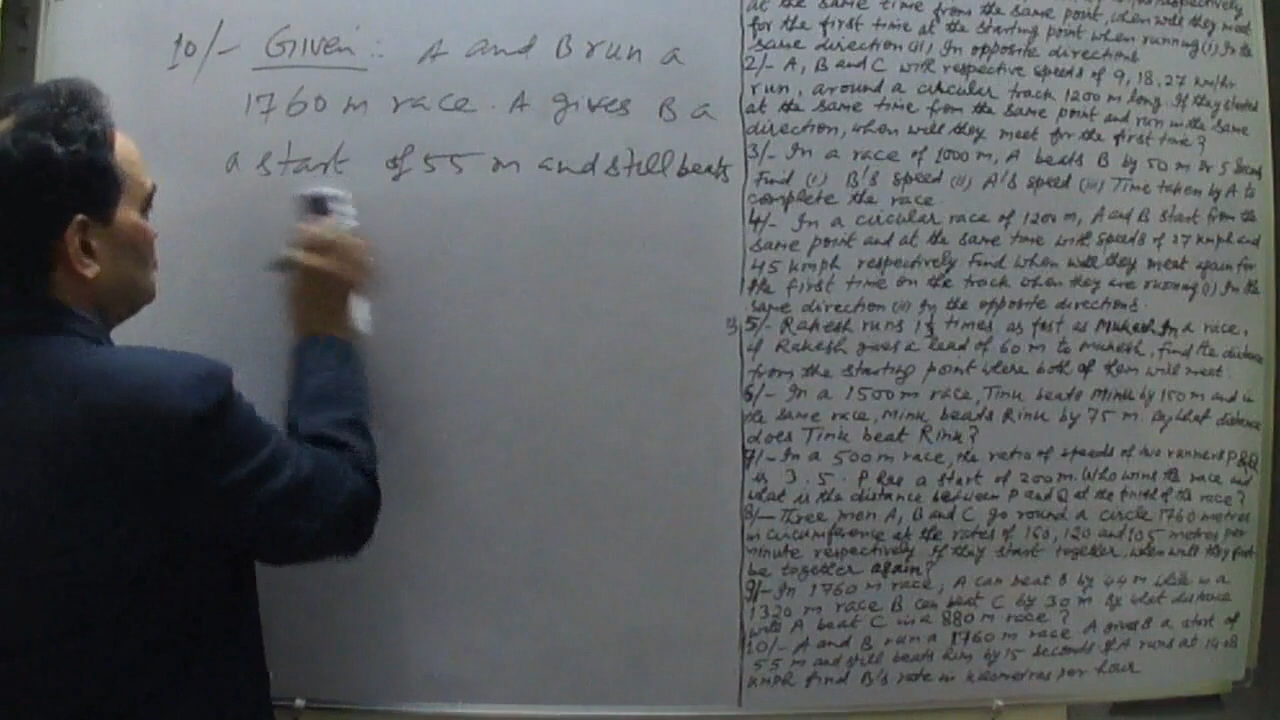 10/- Given:- A and B run a
1760 m race. A gives B a
a start of 55 m and still beats
at the same time from the same point, when will they meet
for the first time at the starting point when running (i) In the
same direction (ii) In opposite directions
2/- A, B and C with respective speeds of 9, 18, 27 km/hr
run, around a circular track 1200 m long. If they started
at the same time from the same point and run in the same
direction, when will they meet for the first time?
3/- In a race of 1000 m, A beats B by 50 m or 5 second
Find (i) B's speed (ii) A's speed (iii) Time taken by A to
complete the race.
4/- In a circular race of 1200 m, A and B start from the
same point and at the same time with speeds of 27 kmph and
45 kmph respectively Find when will they meet again for
the first time on the track when they are running (i) In the
same direction (ii) In the opposite directions.
5/- Rakesh runs times as fast as Mukesh In a race,
if Rakesh gives a lead of 60 m to Mukesh, find the distance
from the starting point where both of them will meet.
6/- In a 1500 m race, Tinu beats Minu by 150 m and in
the same race, Minu beats Rinu by 75 m. By what distance
does Tinu beat Rinu?
7/- In a 500 m race, the ratio of speeds of two runners P & Q
is 3:5. P has a start of 200 m. Who wins the race and
what is the distance between P and Q at the finish of the race?
8/- Three men A, B and C go round a circle 1760 metres
in circumference at the rates of 160, 120 and 105 metres per
minute respectively If they start together, when will they first
be together again?
9/- In 1760 m race, A can beat B by 44 m while in a
1320 m race B can beat C by 30 m By what distance
will A beat C in a 880 m race?
10/- A and B run a 1760 m race A gives B a start of
55 m and still beats him by 15 seconds If A runs at
kmph find B's rate in kilometres per hour